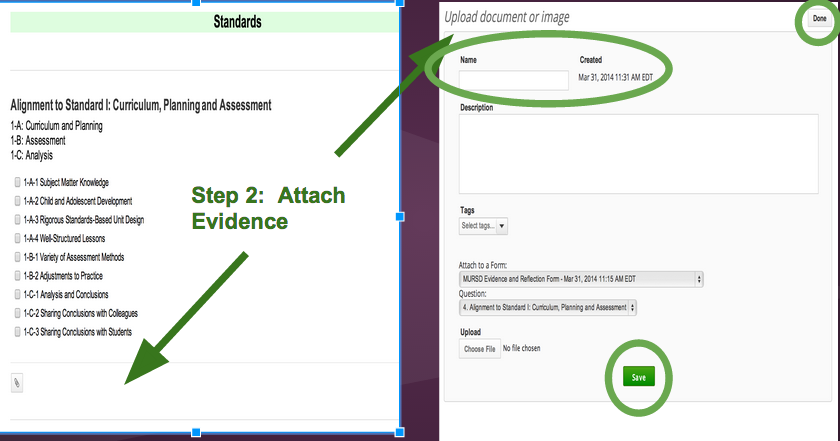 Standards
Alignment to Standard I: Curriculum, Planning and Assessment
1-A: Curriculum and Planning
1-B: Assessment
1-C: Analysis
1-A-1 Subject Matter Knowledge
1-A-2 Child and Adolescent Development
1-A-3 Rigorous Standards-Based Unit Design
1-A-4 Well-Structured Lessons
1-B-1 Variety of Assessment Methods
1-B-2 Adjustments to Practice
1-C-1 Analysis and Conclusions
1-C-2 Sharing Conclusions with Colleagues
1-C-3 Sharing Conclusions with Students
Step 2: Attach
Evidence
Upload document or image
Done
Name
Created
Mar 31, 2014 11:31 AM EDT
Description
Tags
Select tags...
Attach to a Form:
MURSD Evidence and Reflection Form - Mar 31, 2014 11:15 AM EDT
Question:
4. Alignment to Standard I: Curriculum, Planning and Assessment
Upload
Choose File No file chosen
Save